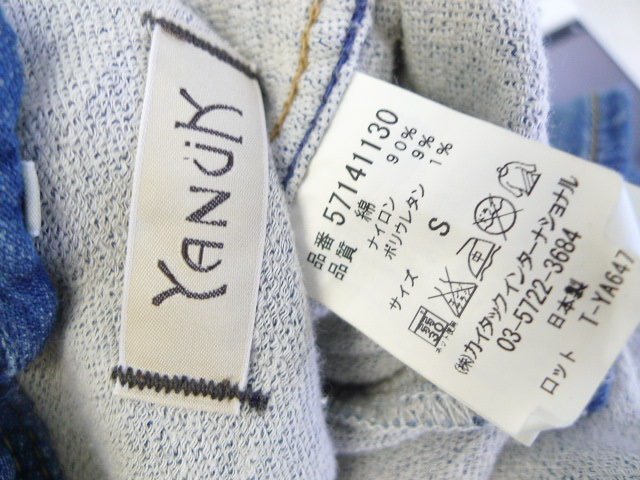 YANUK
品番 57141130
品質 綿 90%
ナイロン 9%
ポリウレタン 1%
サイズ S
(株)カイタックインターナショナル
03-5722-3684
日本製
ロット T-YA647